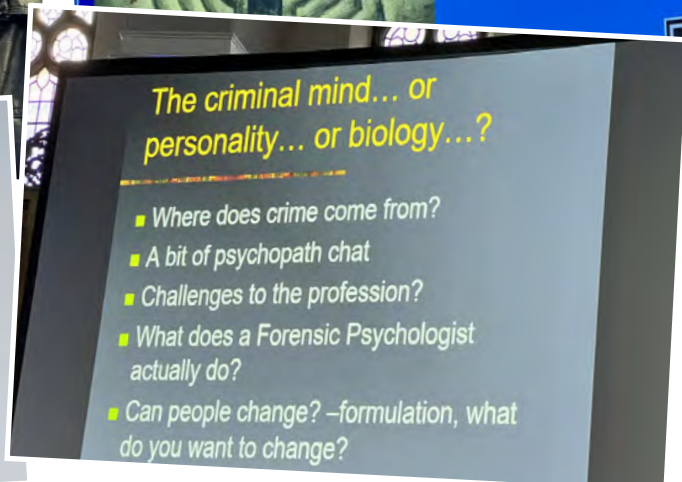 The criminal mind... or
personality... or biology...?
Where does crime come from?
A bit of psychopath chat
Challenges to the profession?
What does a Forensic Psychologist
actually do?
Can people change? –formulation, what
do you want to change?